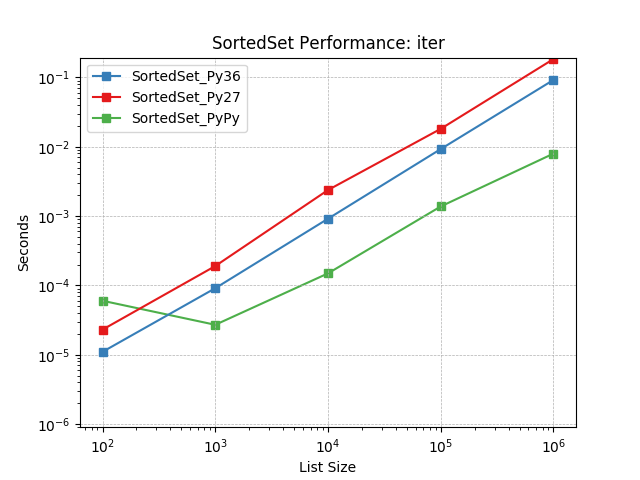 SortedSet Performance: iter
SortedSet_Py36
SortedSet_Py27
SortedSet_PyPy
Seconds
10⁻¹
10⁻²
10⁻³
10⁻⁴
10⁻⁵
10⁻⁶
10² 10³ 10⁴ 10⁵ 10⁶
List Size